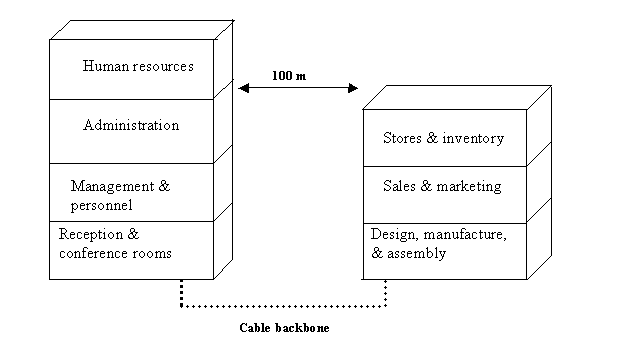 Human resources
Administration
Management &
personnel
Reception &
conference rooms
100 m
Stores & inventory
Sales & marketing
Design, manufacture,
& assembly
Cable backbone